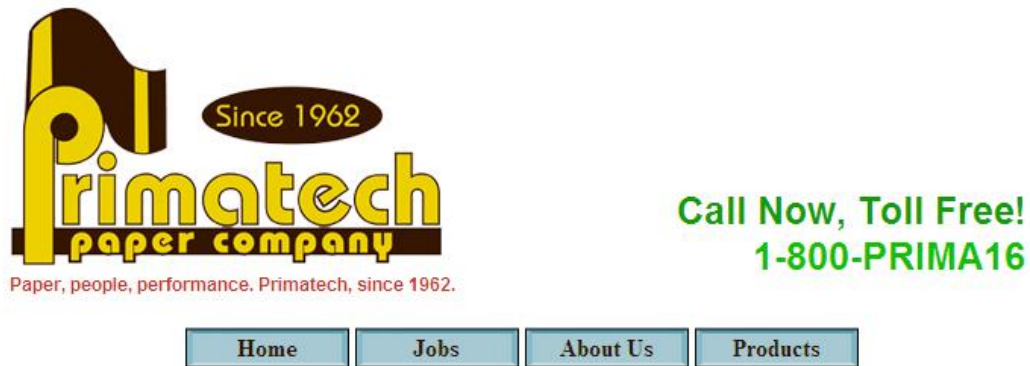 Since 1962
Primatech
paper company
Paper, people, performance. Primatech, since 1962.
Call Now, Toll Free!
1-800-PRIMA16
Home Jobs About Us Products